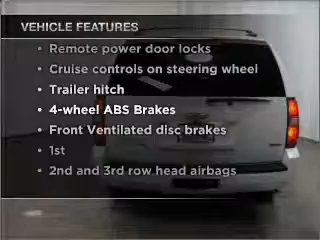 VEHICLE FEATURES
• Remote power door locks
• Cruise controls on steering wheel
• Trailer hitch
• 4-wheel ABS Brakes
• Front Ventilated disc brakes
• 1st
• 2nd and 3rd row head airbags